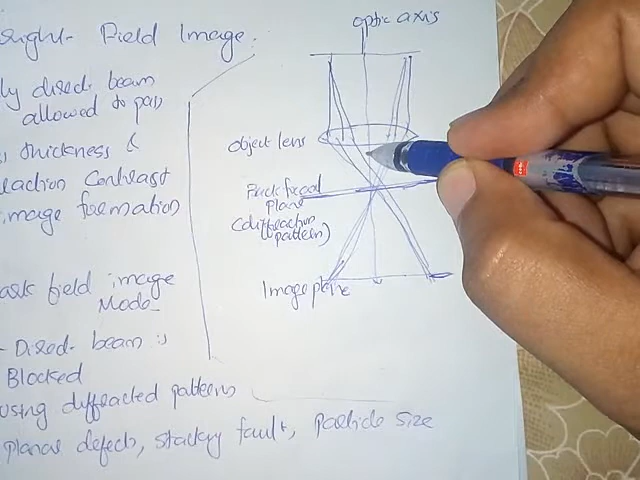 Bright- Field Image.
ly direct beam
allowed to pass
s, thickness &
raction Contrast
image formation
ark field image
Mode
- Direct beam is
Blocked
using diffracted patterns
planar defects, stacking fault, particle size
optic axis
Object lens
Back focal
plane
(diffraction
pattern)
Image plane